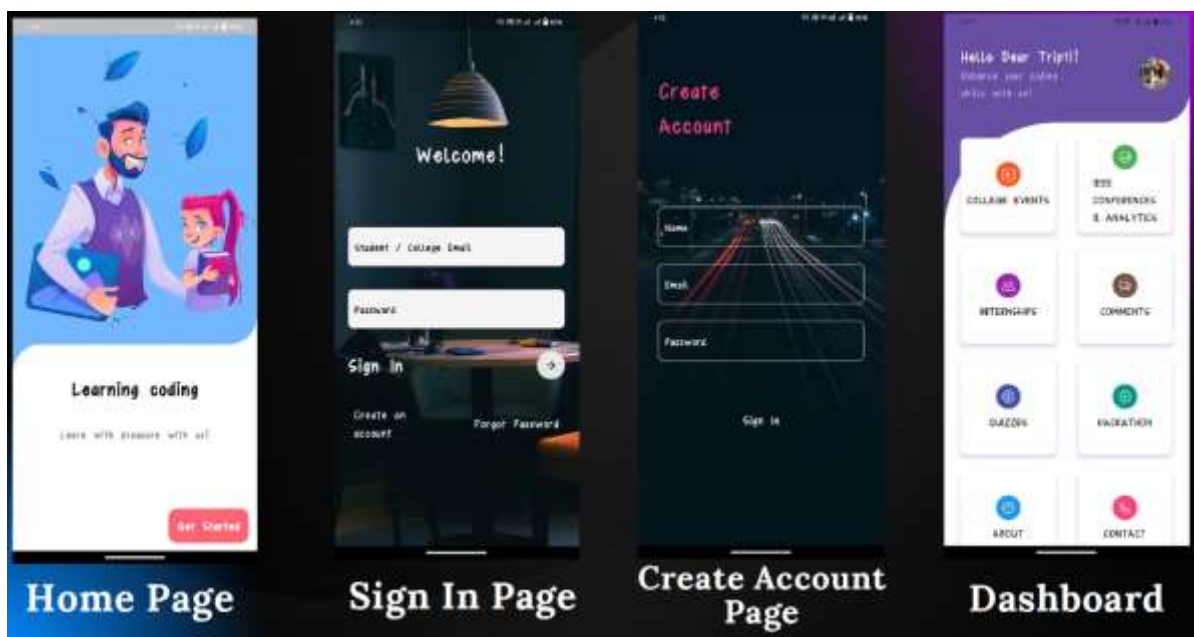 Learning coding
Learn with pleasure with us!
Get Started
Home Page
Welcome!
Student / College Email
Password
Sign In
Create an
account
Forgot Password
Sign In Page
Create
Account
Name
Email
Password
Sign in
Create Account
Page
Hello Dear Tripti!
Enhance your coding
skills with us!
COLLEGE EVENTS
IEEE
CONFERENCES
& ANALYTICS
INTERNSHIPS
COMMENTS
QUIZZES
HACKATHON
ABOUT
CONTACT
Dashboard